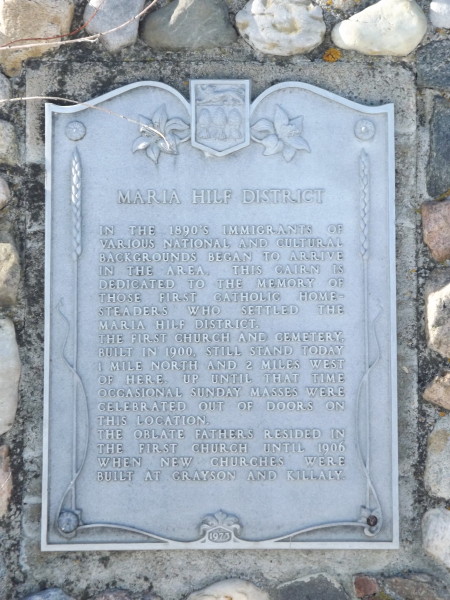 MARIA HILF DISTRICT
IN THE 1890'S IMMIGRANTS OF
VARIOUS NATIONAL AND CULTURAL
BACKGROUNDS BEGAN TO ARRIVE
IN THE AREA. THIS CAIRN IS
DEDICATED TO THE MEMORY OF
THOSE FIRST CATHOLIC HOME-
STEADERS WHO SETTLED THE
MARIA HILF DISTRICT.
THE FIRST CHURCH AND CEMETERY,
BUILT IN 1900, STILL STAND TODAY
1 MILE NORTH AND 2 MILES WEST
OF HERE. UP UNTIL THAT TIME
OCCASIONAL SUNDAY MASSES WERE
CELEBRATED OUT OF DOORS ON
THIS LOCATION.
THE OBLATE FATHERS RESIDED IN
THE FIRST CHURCH UNTIL 1906
WHEN NEW CHURCHES WERE
BUILT AT GRAYSON AND KILLALY.
1975